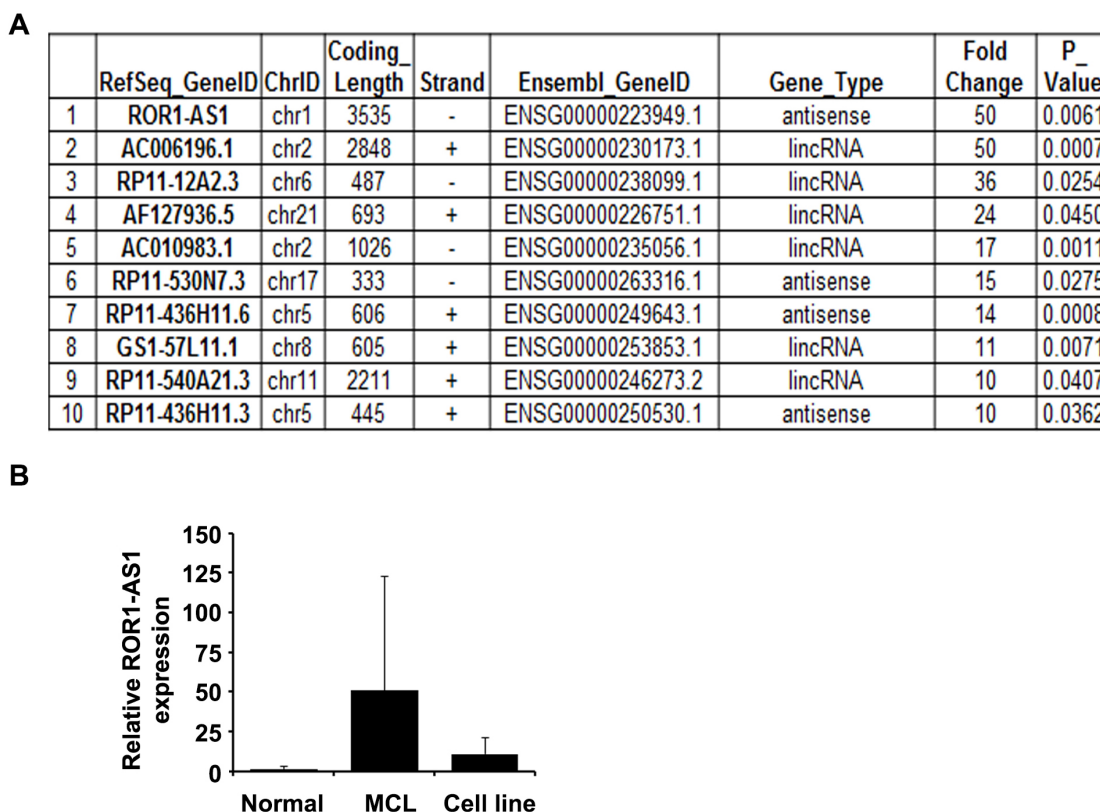 A
Coding_ Fold P_
RefSeq_GeneID ChrID Length Strand Ensembl_GeneID Gene_Type Change Value
1 ROR1-AS1 chr1 3535 - ENSG00000223949.1 antisense 50 0.0061
2 AC006196.1 chr2 2848 + ENSG00000230173.1 lincRNA 50 0.0007
3 RP11-12A2.3 chr6 487 - ENSG00000238099.1 lincRNA 36 0.0254
4 AF127936.5 chr21 693 + ENSG00000226751.1 lincRNA 24 0.0450
5 AC010983.1 chr2 1026 - ENSG00000235056.1 lincRNA 17 0.0011
6 RP11-530N7.3 chr17 333 - ENSG00000263316.1 antisense 15 0.0275
7 RP11-436H11.6 chr5 606 + ENSG00000249643.1 antisense 14 0.0008
8 GS1-57L11.1 chr8 605 + ENSG00000253853.1 lincRNA 11 0.0071
9 RP11-540A21.3 chr11 2211 + ENSG00000246273.2 lincRNA 10 0.0407
10 RP11-436H11.3 chr5 445 + ENSG00000250530.1 antisense 10 0.0362
B
Relative ROR1-AS1
expression
150
125
100
75
50
25
0
Normal MCL Cell line